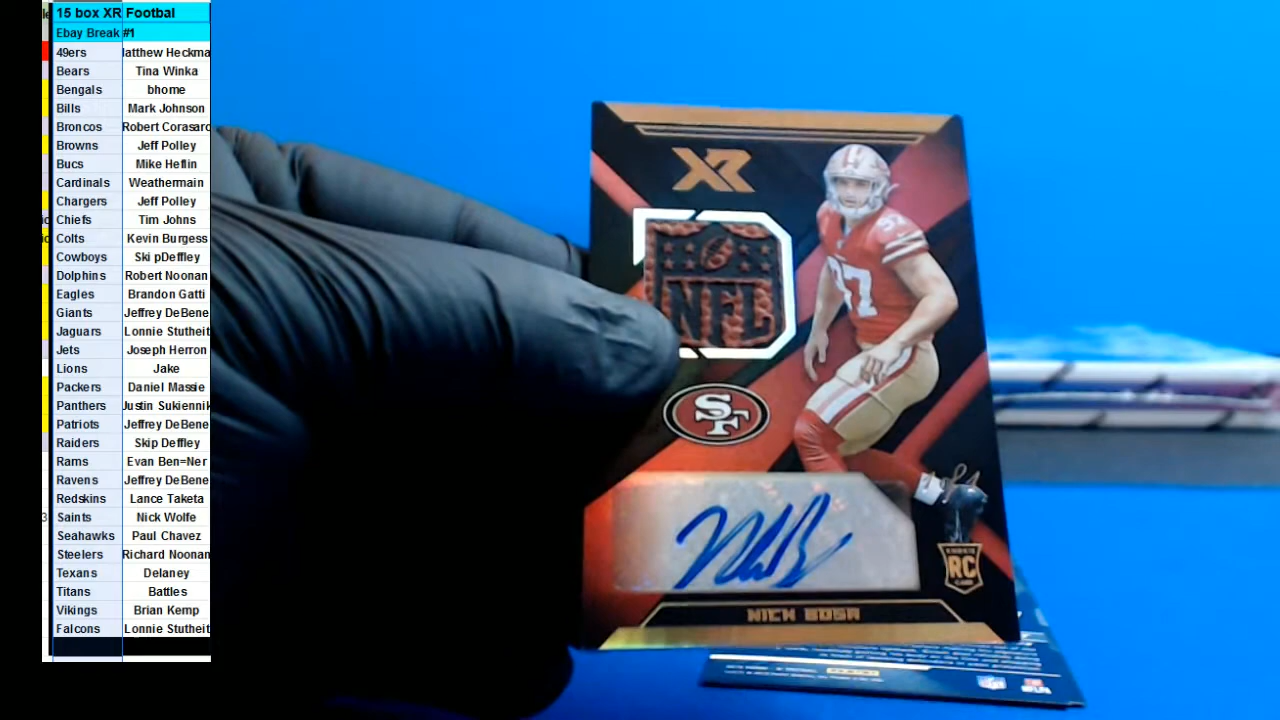 15 box XR Footbal
Ebay Break #1
49ers atthew Heckma
Bears Tina Winka
Bengals bhome
Bills Mark Johnson
Broncos Robert Corasaro
Browns Jeff Polley
Bucs Mike Heflin
Cardinals Weathermain
Chargers Jeff Polley
Chiefs Tim Johns
Colts Kevin Burgess
Cowboys Ski pDeffley
Dolphins Robert Noonan
Eagles Brandon Gatti
Giants Jeffrey DeBene
Jaguars Lonnie Stutheit
Jets Joseph Herron
Lions Jake
Packers Daniel Massie
Panthers Justin Sukiennik
Patriots Jeffrey DeBene
Raiders Skip Deffley
Rams Evan Ben=Ner
Ravens Jeffrey DeBene
Redskins Lance Taketa
Saints Nick Wolfe
Seahawks Paul Chavez
Steelers Richard Noonan
Texans Delaney
Titans Battles
Vikings Brian Kemp
Falcons Lonnie Stutheit
XR
NFL
97
SF
RC
NICK BOSA